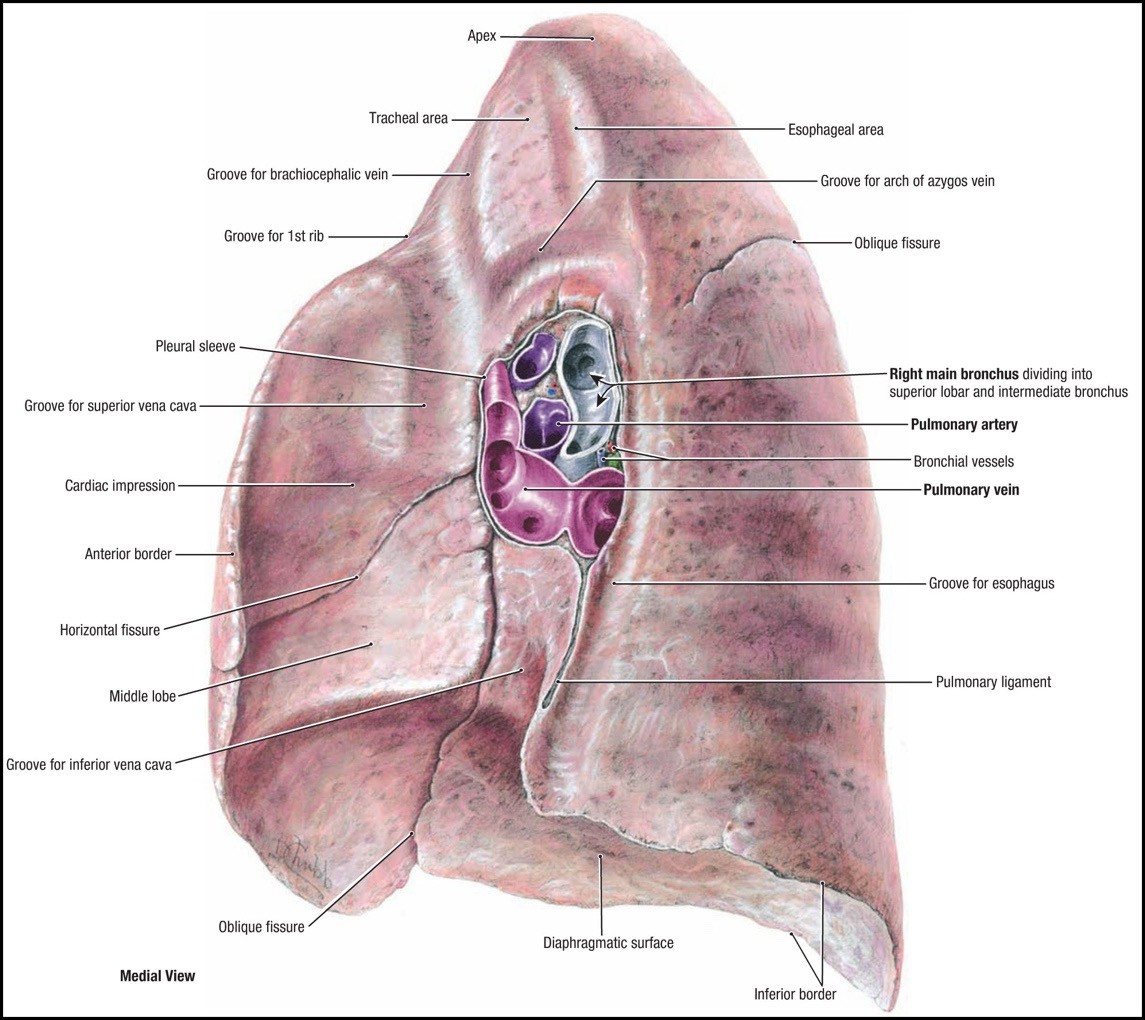 Apex
Tracheal area
Esophageal area
Groove for brachiocephalic vein
Groove for arch of azygos vein
Groove for 1st rib
Oblique fissure
Pleural sleeve
Right main bronchus dividing into
superior lobar and intermediate bronchus
Groove for superior vena cava
Pulmonary artery
Bronchial vessels
Cardiac impression
Pulmonary vein
Anterior border
Groove for esophagus
Horizontal fissure
Middle lobe
Pulmonary ligament
Groove for inferior vena cava
Oblique fissure
Diaphragmatic surface
Medial View
Inferior border